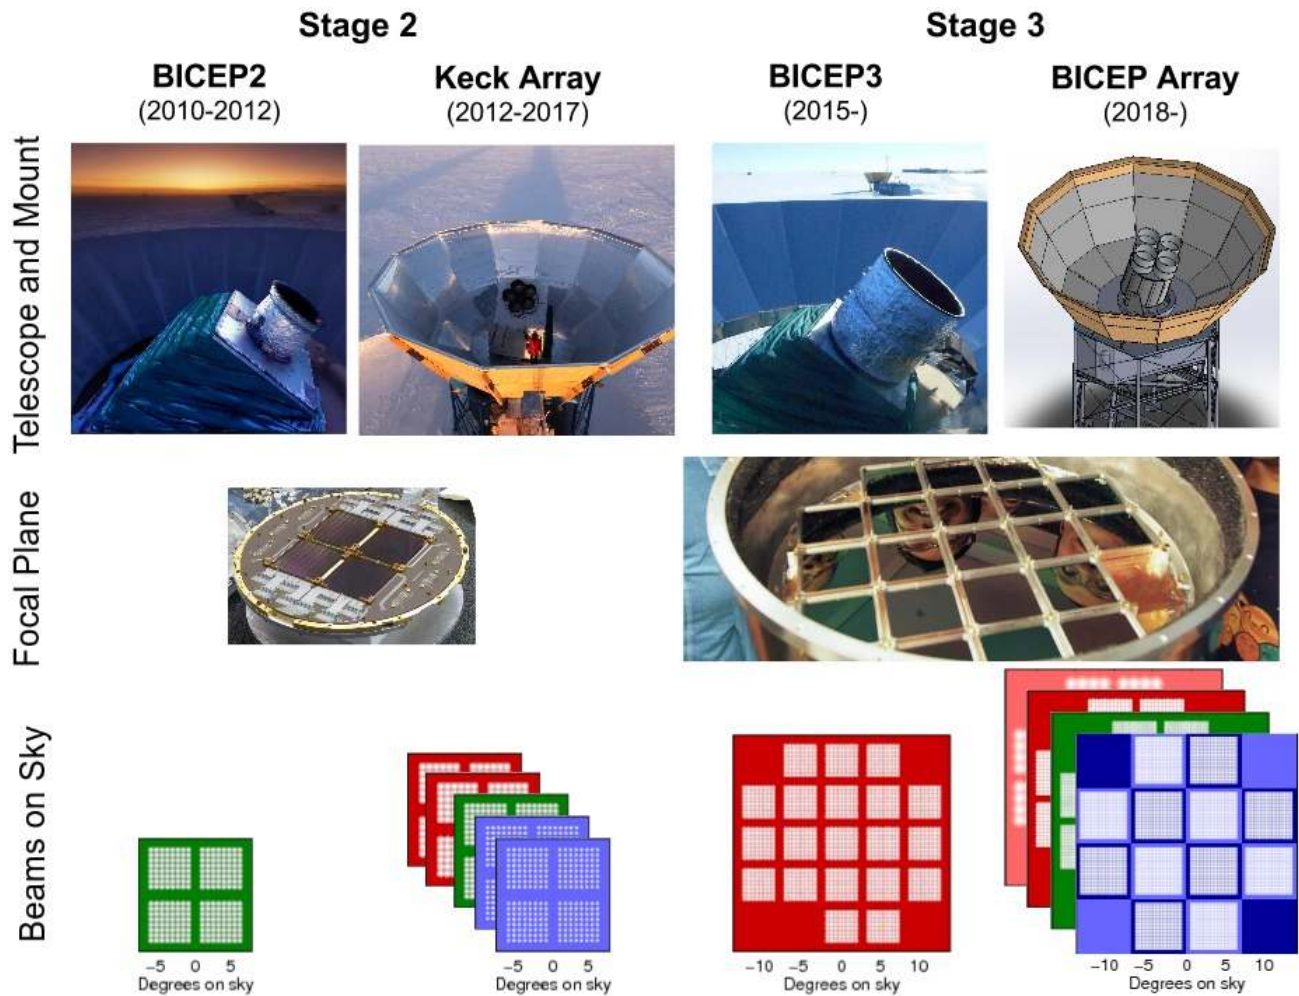 Stage 2
Stage 3
BICEP2
(2010-2012)
Keck Array
(2012-2017)
BICEP3
(2015-)
BICEP Array
(2018-)
Telescope and Mount
Focal Plane
Beams on Sky
−5 0 5
Degrees on sky
−5 0 5
Degrees on sky
−10 −5 0 5 10
Degrees on sky
−10 −5 0 5 10
Degrees on sky